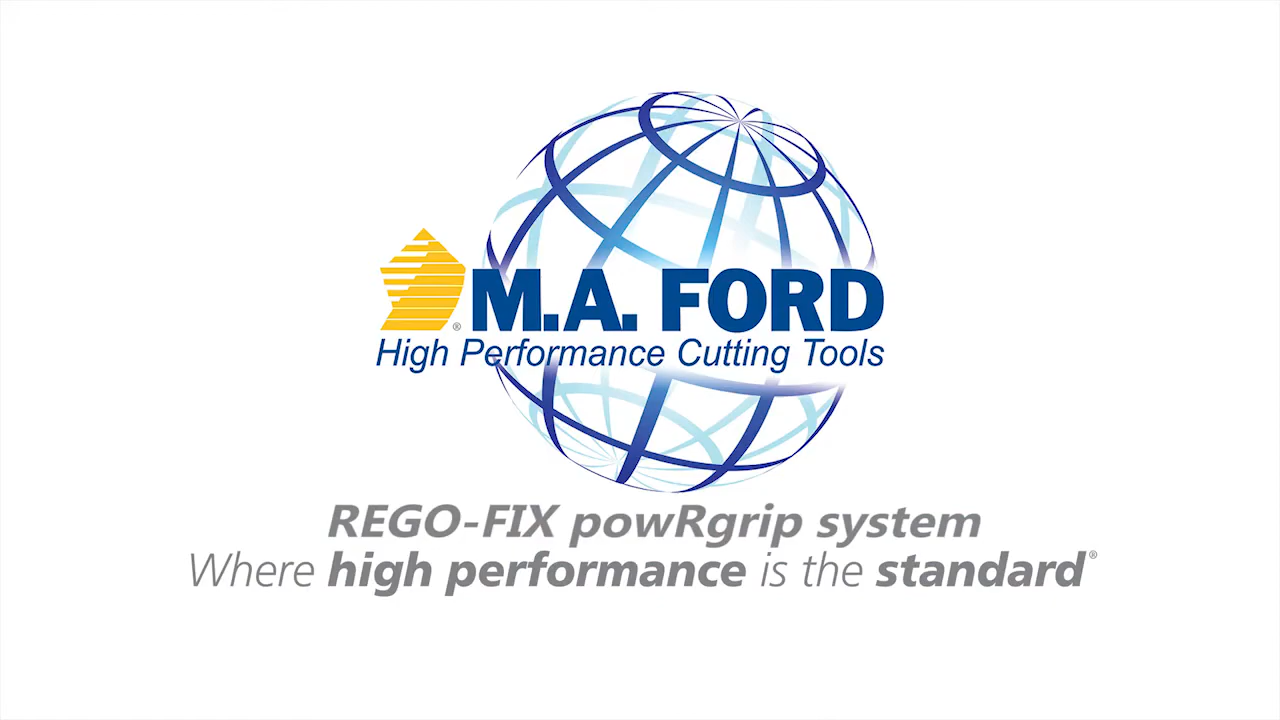 ® M.A. FORD
High Performance Cutting Tools
REGO-FIX powRgrip system
Where high performance is the standard®